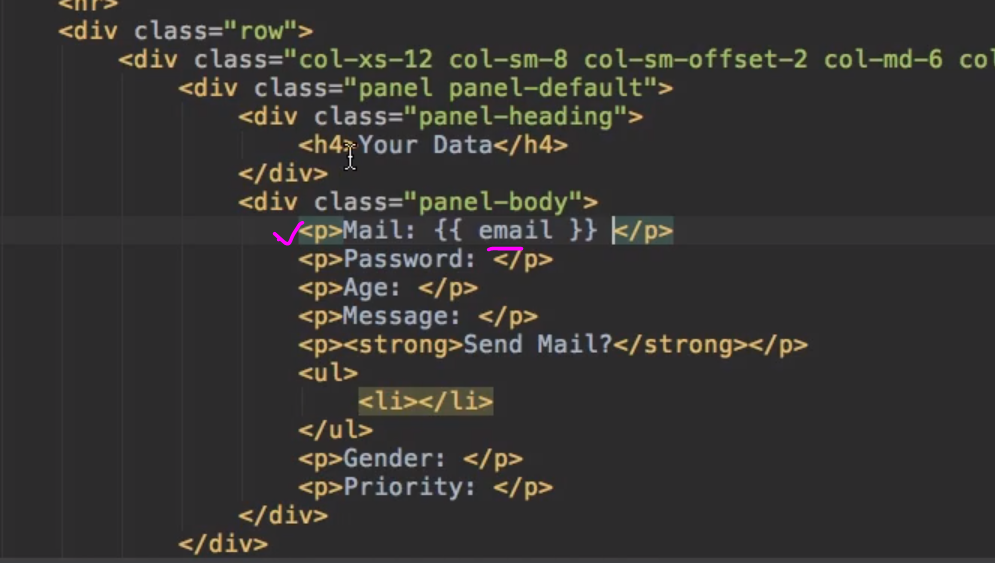 <hr>
<div class="row">
<div class="col-xs-12 col-sm-8 col-sm-offset-2 col-md-6 col
<div class="panel panel-default">
<div class="panel-heading">
<h4>Your Data</h4>
</div>
<div class="panel-body">
<p>Mail: {{ email }} </p>
<p>Password: </p>
<p>Age: </p>
<p>Message: </p>
<p><strong>Send Mail?</strong></p>
<ul>
<li></li>
</ul>
<p>Gender: </p>
<p>Priority: </p>
</div>
</div>